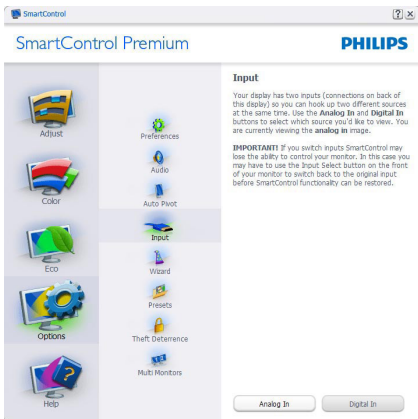 SmartControl
SmartControl Premium
PHILIPS
Adjust
Color
Eco
Options
Help
Preferences
Audio
Auto Pivot
Input
Wizard
Presets
Theft Deterrence
Multi Monitors
Input
Your display has two inputs (connections on back of
this display) so you can hook up two different sources
at the same time. Use the Analog In and Digital In
buttons to select which source you'd like to view. You
are currently viewing the analog in image.
IMPORTANT! If you switch inputs SmartControl may
lose the ability to control your monitor. In this case you
may have to use the Input Select button on the front
of your monitor to switch back to the original input
before SmartControl functionality can be restored.
Analog In
Digital In